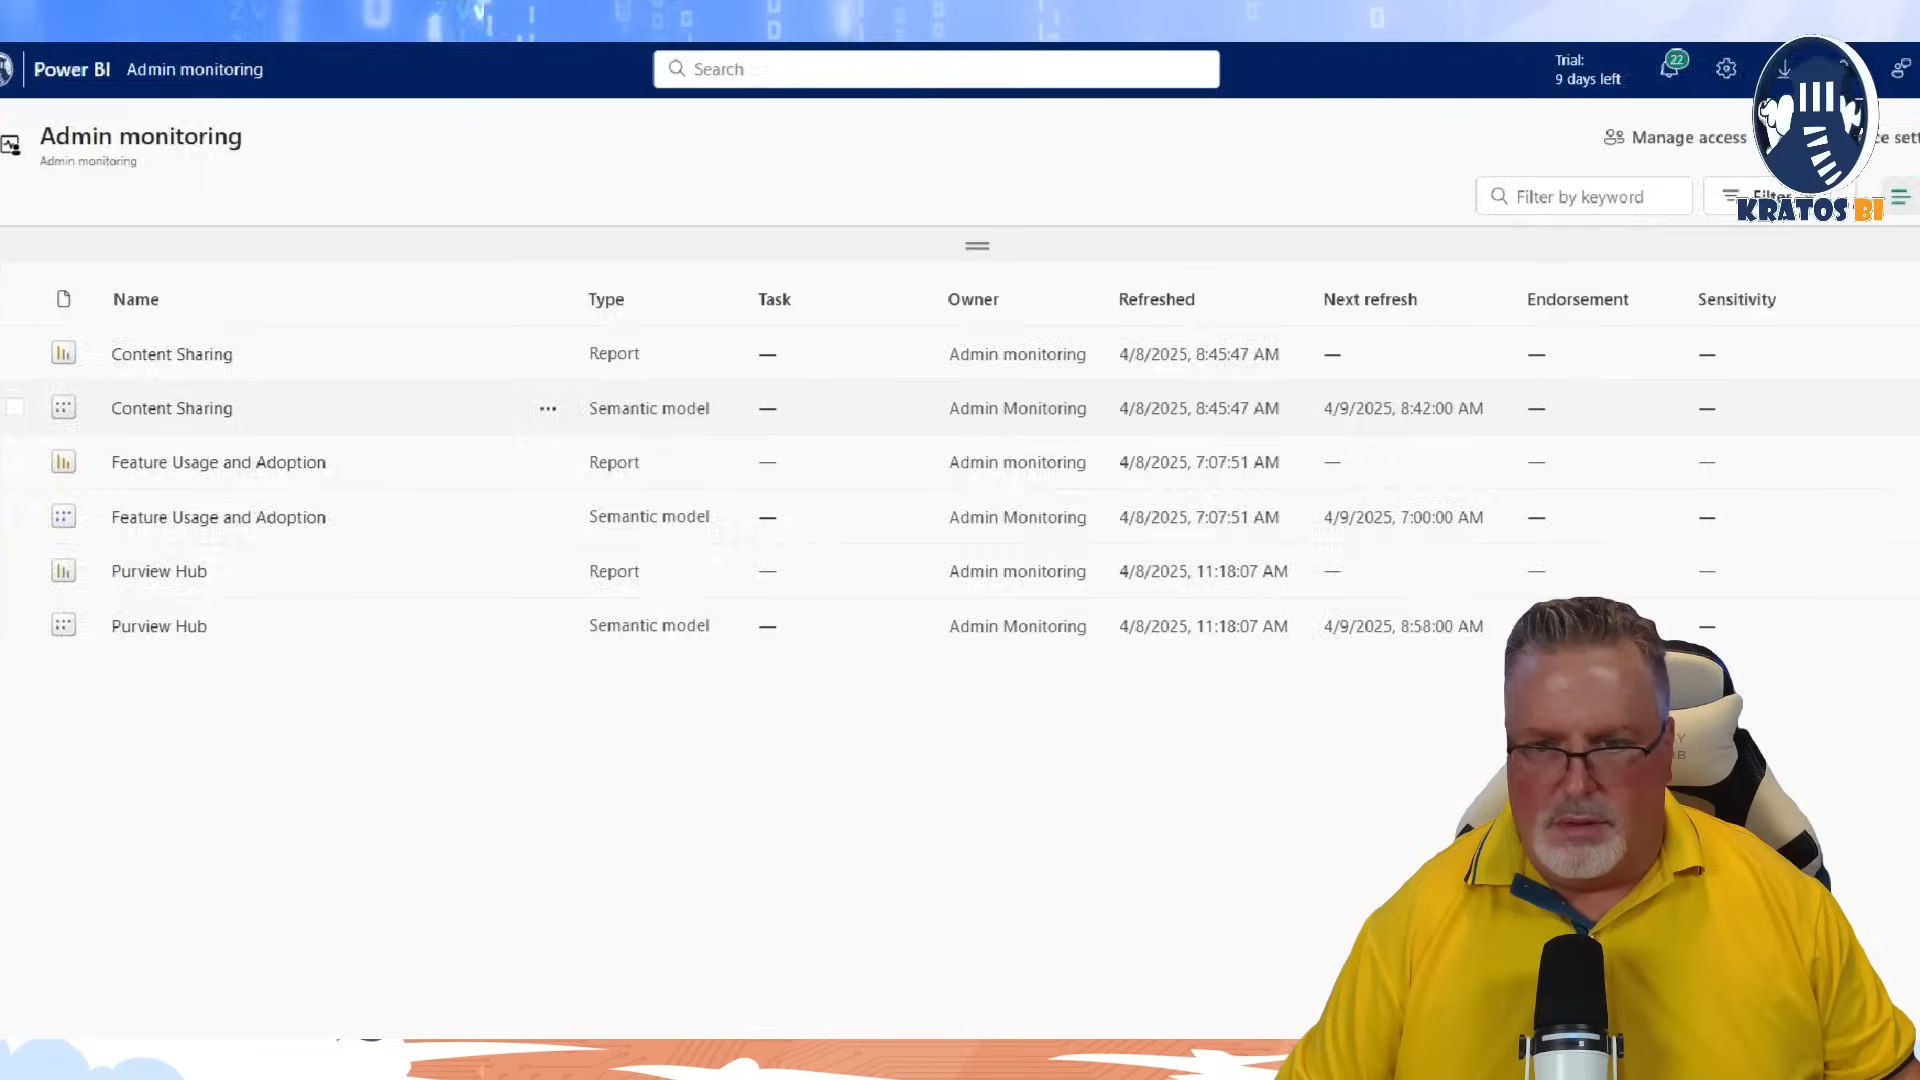 Power BI Admin monitoring
Search
Trial:
9 days left
22
Admin monitoring
Admin monitoring
Manage access
ce sett
Filter by keyword
Filter
KRATOS BI
Name Type Task Owner Refreshed Next refresh Endorsement Sensitivity
Content Sharing Report — Admin monitoring 4/8/2025, 8:45:47 AM — — —
Content Sharing ... Semantic model — Admin Monitoring 4/8/2025, 8:45:47 AM 4/9/2025, 8:42:00 AM — —
Feature Usage and Adoption Report — Admin monitoring 4/8/2025, 7:07:51 AM — — —
Feature Usage and Adoption Semantic model — Admin Monitoring 4/8/2025, 7:07:51 AM 4/9/2025, 7:00:00 AM — —
Purview Hub Report — Admin monitoring 4/8/2025, 11:18:07 AM — — —
Purview Hub Semantic model — Admin Monitoring 4/8/2025, 11:18:07 AM 4/9/2025, 8:58:00 AM —